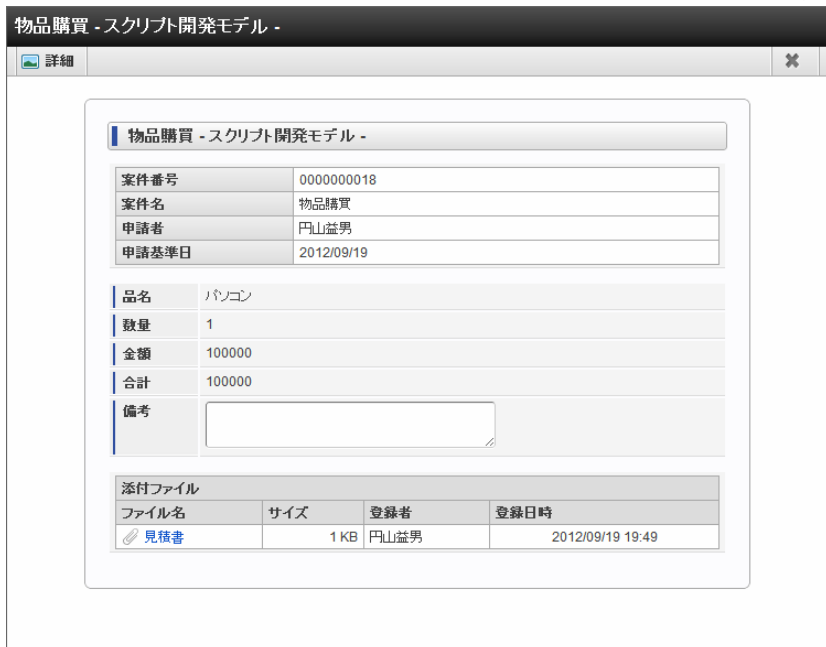 物品購買 -スクリプト開発モデル -
詳細
物品購買 -スクリプト開発モデル -
案件番号 0000000018
案件名 物品購買
申請者 円山益男
申請基準日 2012/09/19
品名 パソコン
数量 1
金額 100000
合計 100000
備考
添付ファイル
ファイル名 サイズ 登録者 登録日時
見積書 1 KB 円山益男 2012/09/19 19:49